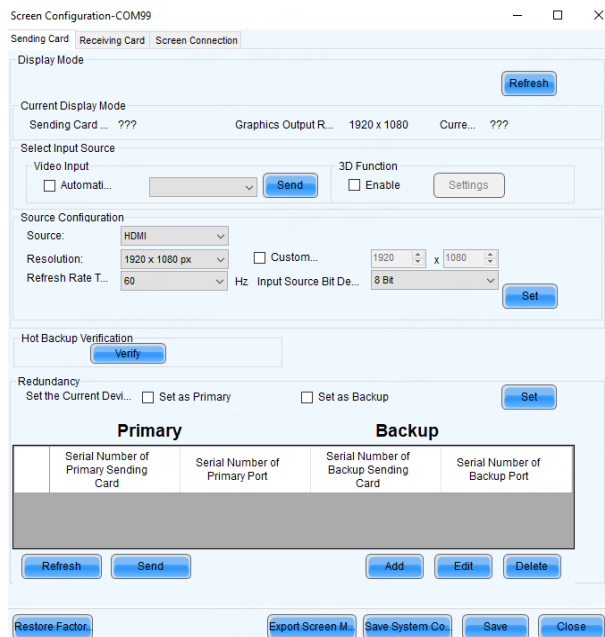 Screen Configuration-COM99
Sending Card Receiving Card Screen Connection
Display Mode
Refresh
Current Display Mode
Sending Card ... ??? Graphics Output R... 1920 x 1080 Curre... ???
Select Input Source
Video Input 3D Function
Automati... Send Enable Settings
Source Configuration
Source: HDMI
Resolution: 1920 x 1080 px Custom... 1920 x 1080
Refresh Rate T... 60 Hz Input Source Bit De... 8 Bit
Set
Hot Backup Verification
Verify
Redundancy
Set the Current Devi... Set as Primary Set as Backup Set
Primary Backup
Serial Number of Primary Sending Card Serial Number of Primary Port Serial Number of Backup Sending Card Serial Number of Backup Port
Refresh Send Add Edit Delete
Restore Factor.. Export Screen M.. Save System Co.. Save Close